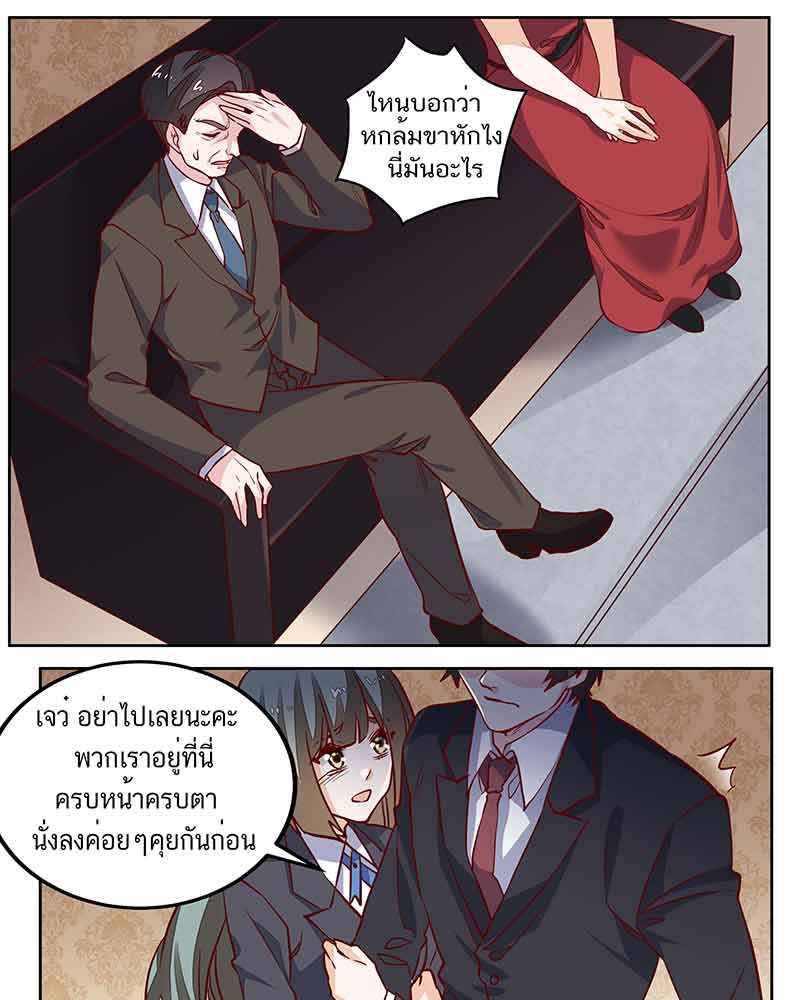 ไหนบอกว่า
หกล้มขาหักไง
นี่มันอะไร
เจว๋ อย่าไปเลยนะคะ
พวกเราอยู่ที่นี่
ครบหน้าครบตา
นั่งลงค่อยๆคุยกันก่อน